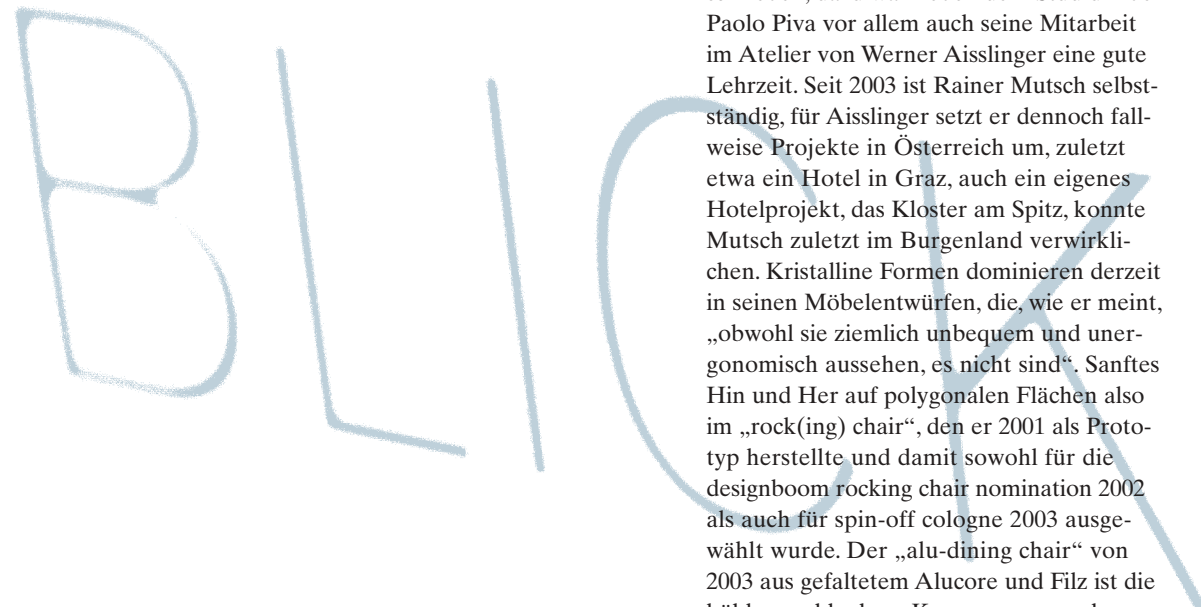 BLICK
Paolo Piva vor allem auch seine Mitarbeit
im Atelier von Werner Aisslinger eine gute
Lehrzeit. Seit 2003 ist Rainer Mutsch selbst-
ständig, für Aisslinger setzt er dennoch fall-
weise Projekte in Österreich um, zuletzt
etwa ein Hotel in Graz, auch ein eigenes
Hotelprojekt, das Kloster am Spitz, konnte
Mutsch zuletzt im Burgenland verwirkli-
chen. Kristalline Formen dominieren derzeit
in seinen Möbelentwürfen, die, wie er meint,
„obwohl sie ziemlich unbequem und uner-
gonomisch aussehen, es nicht sind“. Sanftes
Hin und Her auf polygonalen Flächen also
im „rock(ing) chair“, den er 2001 als Proto-
typ herstellte und damit sowohl für die
designboom rocking chair nomination 2002
als auch für spin-off cologne 2003 ausge-
wählt wurde. Der „alu-dining chair“ von
2003 aus gefaltetem Alucore und Filz ist die